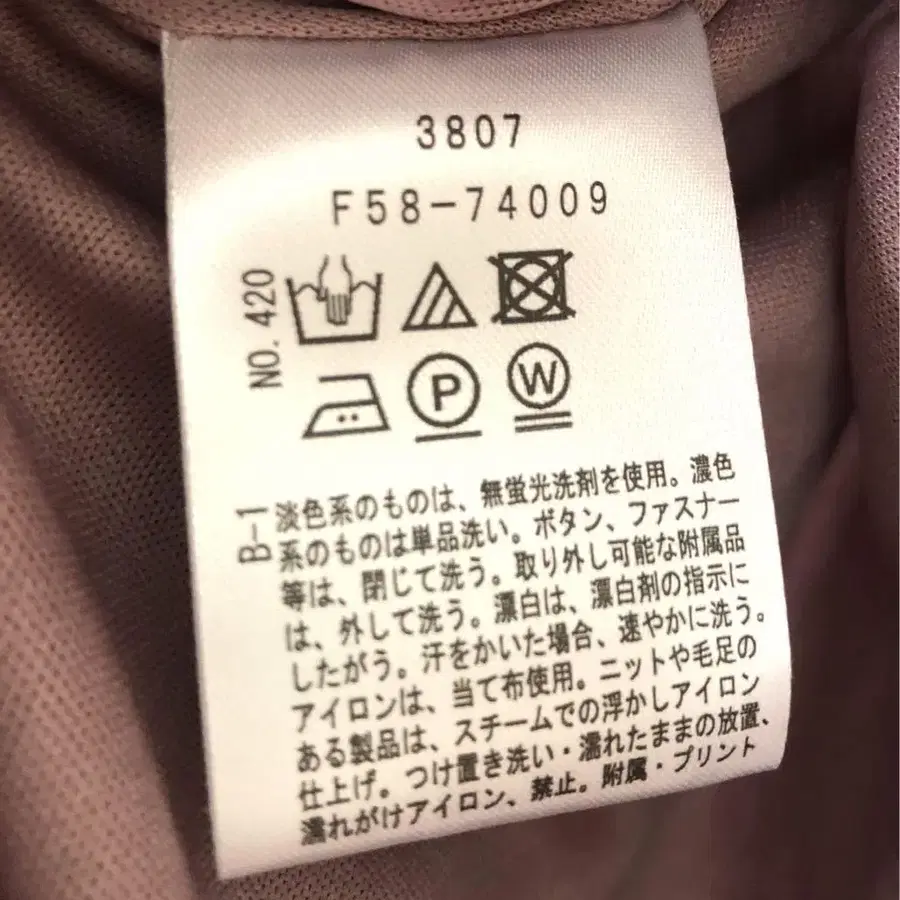 3807
F58-74009
NO. 420
P
W
B-1
淡色系のものは、無蛍光洗剤を使用。濃色
系のものは単品洗い。ボタン、ファスナー
等は、閉じて洗う。取り外し可能な附属品
は、外して洗う。漂白は、漂白剤の指示に
したがう。汗をかいた場合、速やかに洗う。
アイロンは、当て布使用。ニットや毛足の
ある製品は、スチームでの浮かしアイロン
仕上げ。つけ置き洗い・濡れたままの放置、
濡れがけアイロン、禁止。附属・プリント